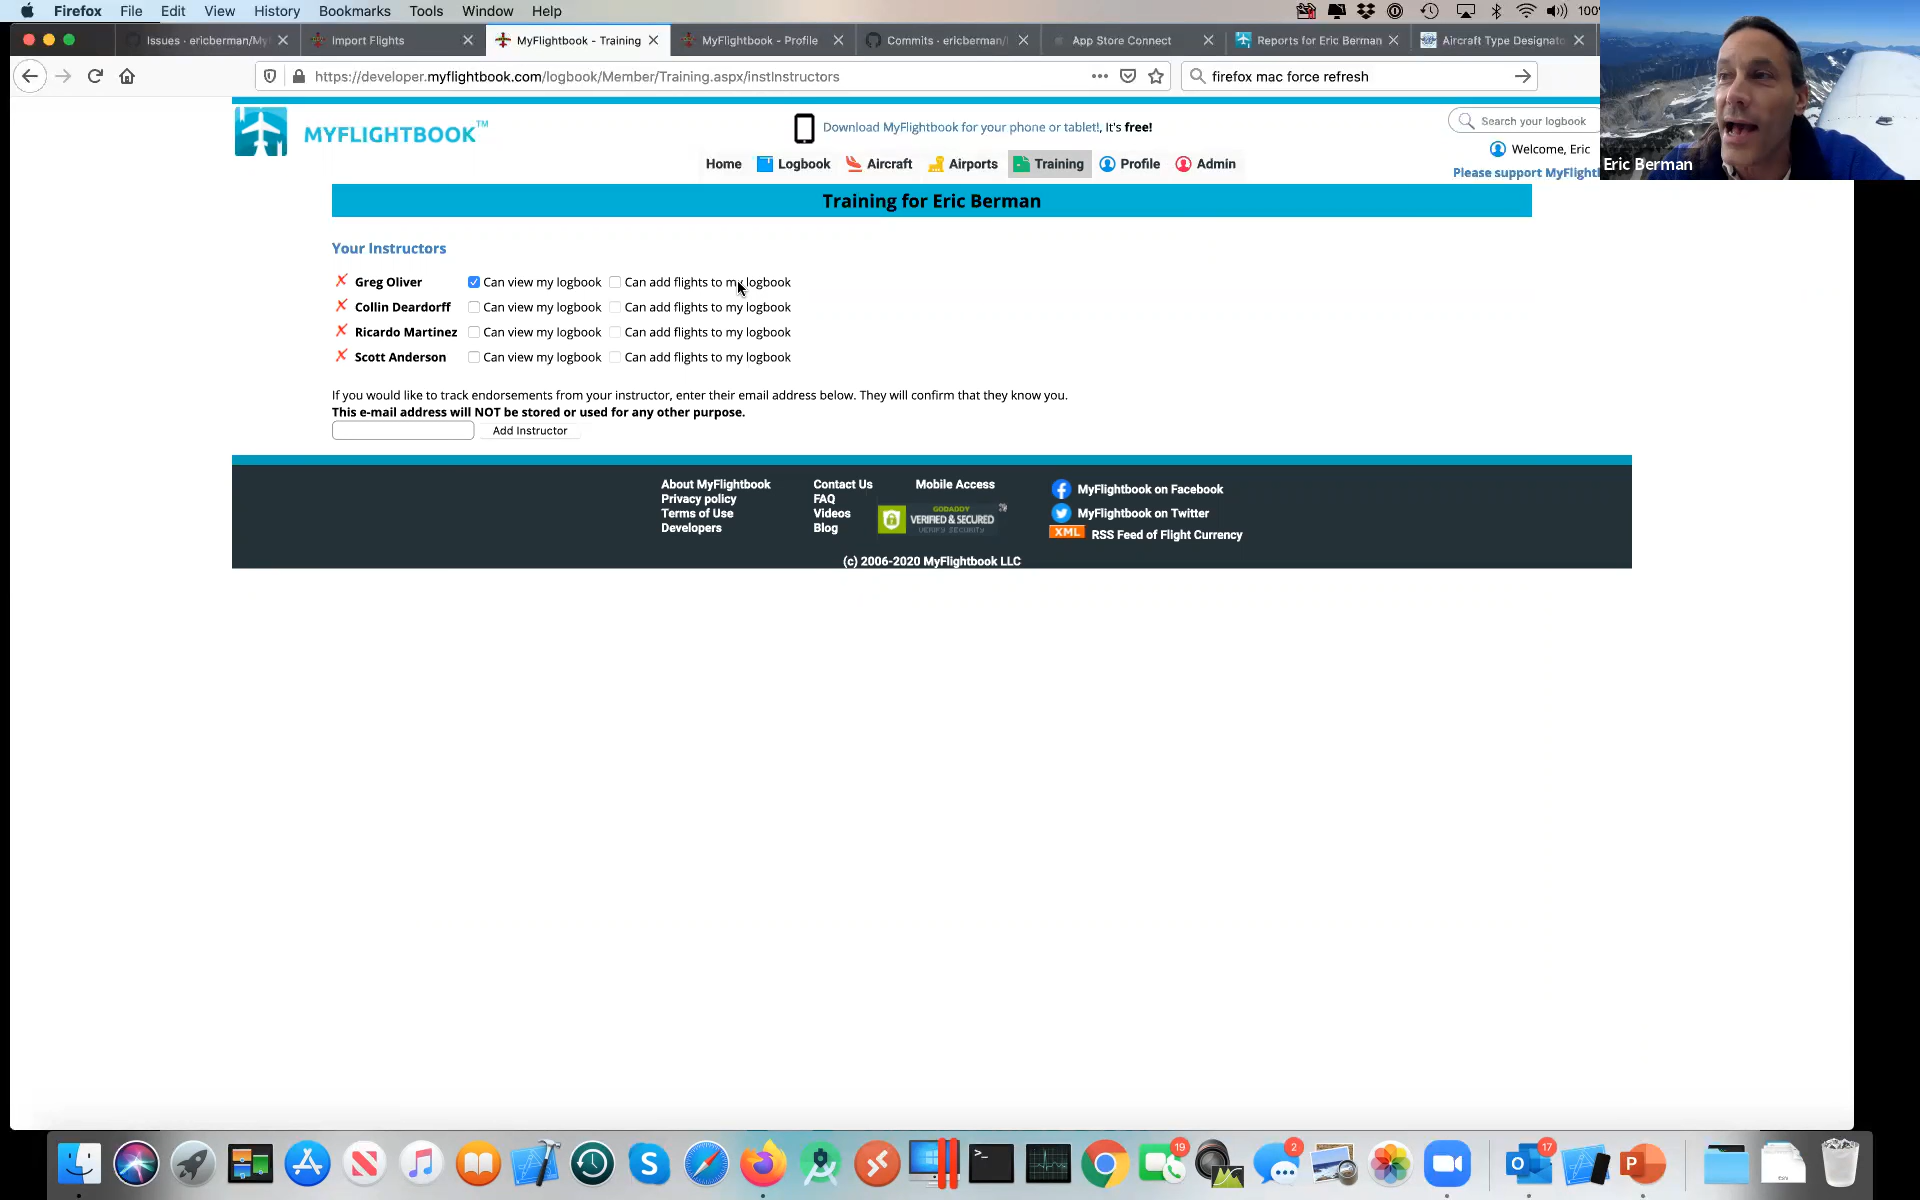 Firefox File Edit View History Bookmarks Tools Window Help 100%
Issues · ericberman/My Import Flights MyFlightbook - Training MyFlightbook - Profile Commits · ericberman/ App Store Connect Reports for Eric Berman Aircraft Type Designato
https://developer.myflightbook.com/logbook/Member/Training.aspx/instInstructors firefox mac force refresh
MYFLIGHTBOOK™
Download MyFlightbook for your phone or tablet!, It's free!
Search your logbook
Welcome, Eric
Please support MyFlight
Eric Berman
Home Logbook Aircraft Airports Training Profile Admin
Training for Eric Berman
Your Instructors
Greg Oliver Can view my logbook Can add flights to my logbook
Collin Deardorff Can view my logbook Can add flights to my logbook
Ricardo Martinez Can view my logbook Can add flights to my logbook
Scott Anderson Can view my logbook Can add flights to my logbook
If you would like to track endorsements from your instructor, enter their email address below. They will confirm that they know you.
This e-mail address will NOT be stored or used for any other purpose.
Add Instructor
About MyFlightbook Contact Us Mobile Access MyFlightbook on Facebook
Privacy policy FAQ
Terms of Use Videos MyFlightbook on Twitter
Developers Blog XML RSS Feed of Flight Currency
GODADDY
VERIFIED & SECURED
VERIFY SECURITY
(c) 2006-2020 MyFlightbook LLC
19 2 17